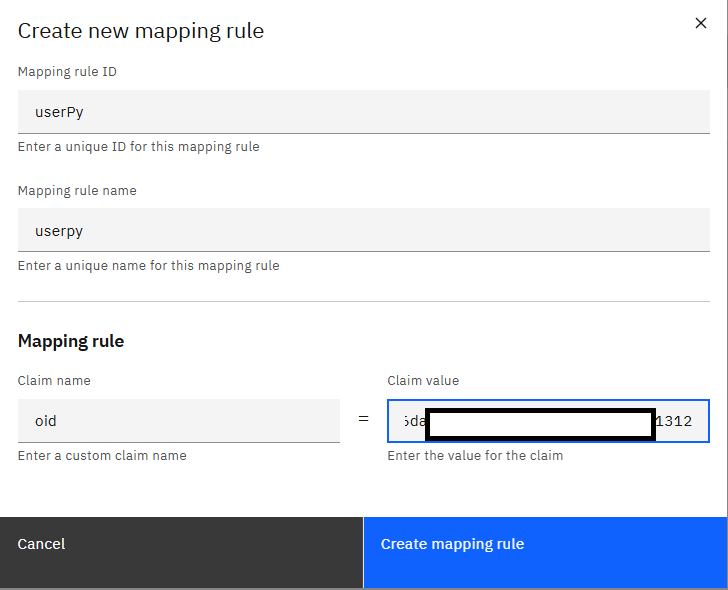 Create new mapping rule
Mapping rule ID
userPy
Enter a unique ID for this mapping rule
Mapping rule name
userpy
Enter a unique name for this mapping rule
Mapping rule
Claim name
Claim value
oid
=
1312
Enter a custom claim name
Enter the value for the claim
Cancel
Create mapping rule